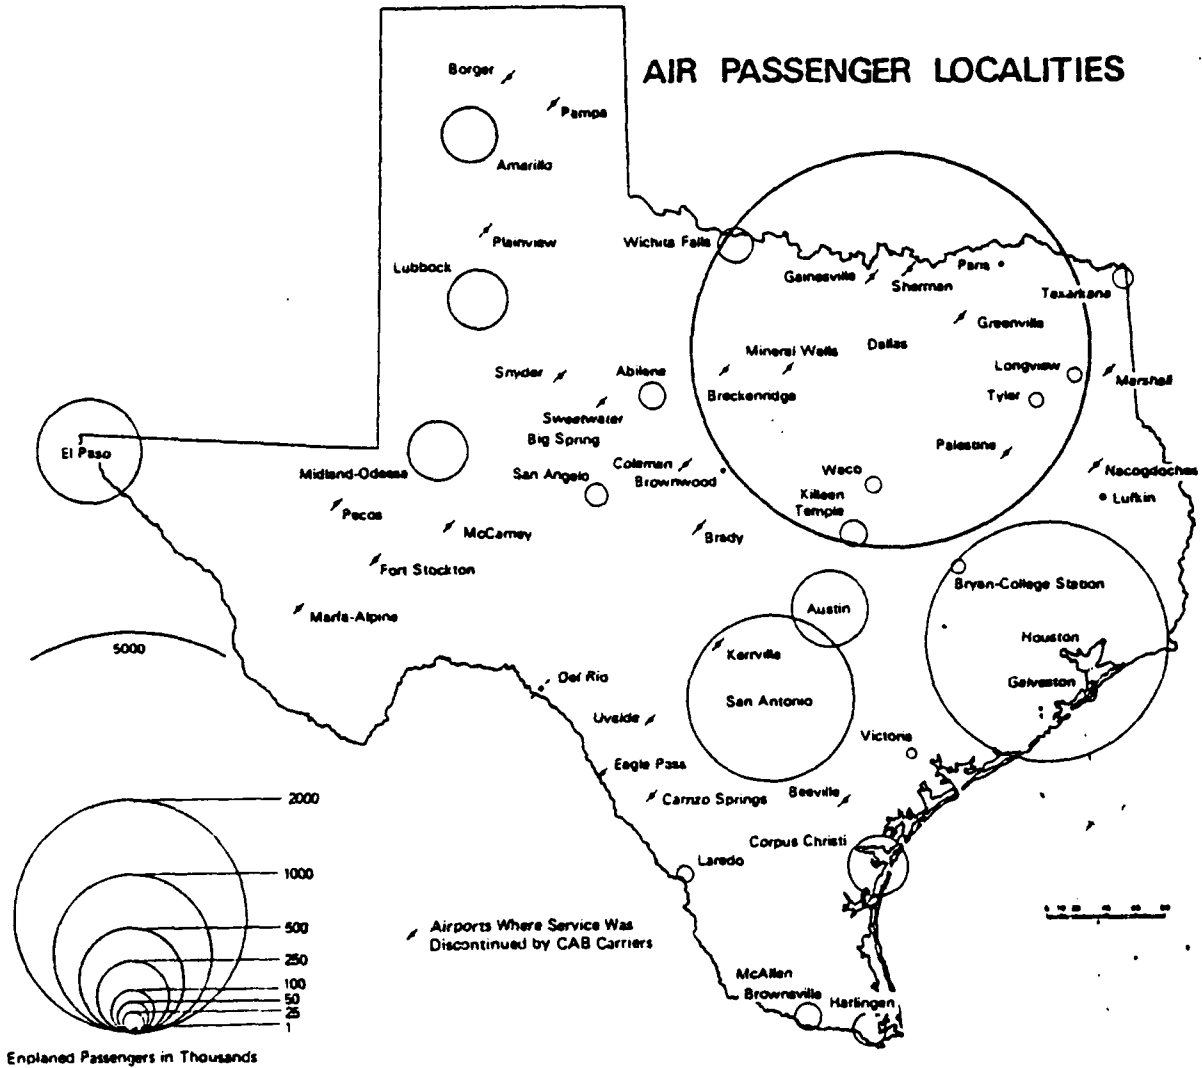 AIR PASSENGER LOCALITIES
Borger
Pampa
Amarillo
Plainview
Lubbock
Wichita Falls
Gainesville
Sherman
Paris
Texarkana
Greenville
Mineral Wells
Dallas
Snyder
Abilene
Breckenridge
Longview
Marshall
Tyler
Sweetwater
Big Spring
El Paso
Midland-Odessa
San Angelo
Coleman
Brownwood
Waco
Palestine
Nacogdoches
Killeen
Temple
Lufkin
Pecos
McCamey
Brady
Fort Stockton
Bryan-College Station
Marfa-Alpine
Austin
5000
Kerrville
Houston
Galveston
San Antonio
Del Rio
Uvalde
Victoria
Eagle Pass
Carrizo Springs
Beeville
Corpus Christi
Laredo
2000
1000
500
250
100
50
25
1
Airports Where Service Was
Discontinued by CAB Carriers
McAllen
Brownsville
Harlingen
Enplaned Passengers in Thousands